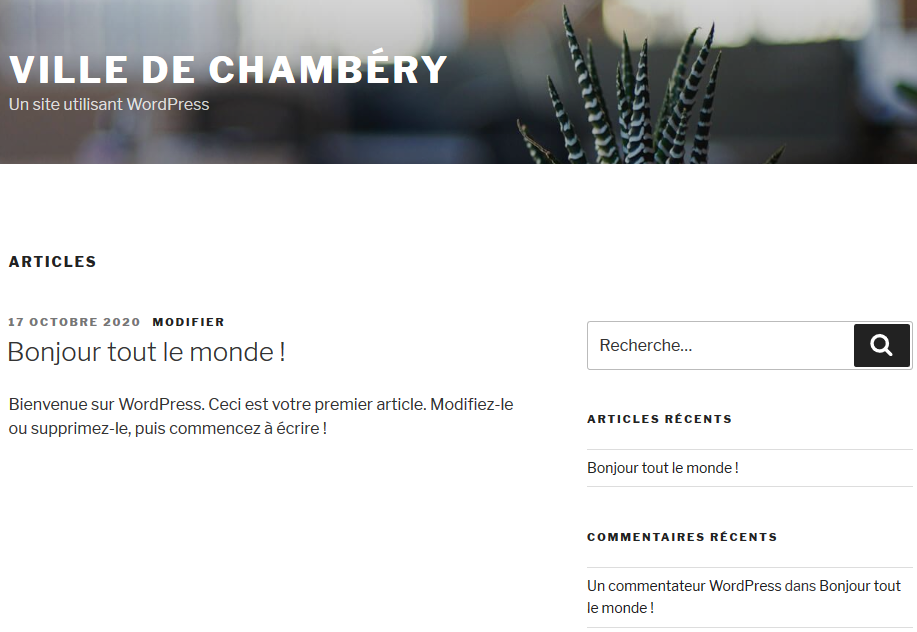 VILLE DE CHAMBÉRY
Un site utilisant WordPress
ARTICLES
17 OCTOBRE 2020 MODIFIER
Bonjour tout le monde !
Bienvenue sur WordPress. Ceci est votre premier article. Modifiez-le
ou supprimez-le, puis commencez à écrire !
Recherche...
ARTICLES RÉCENTS
Bonjour tout le monde !
COMMENTAIRES RÉCENTS
Un commentateur WordPress dans Bonjour tout
le monde !